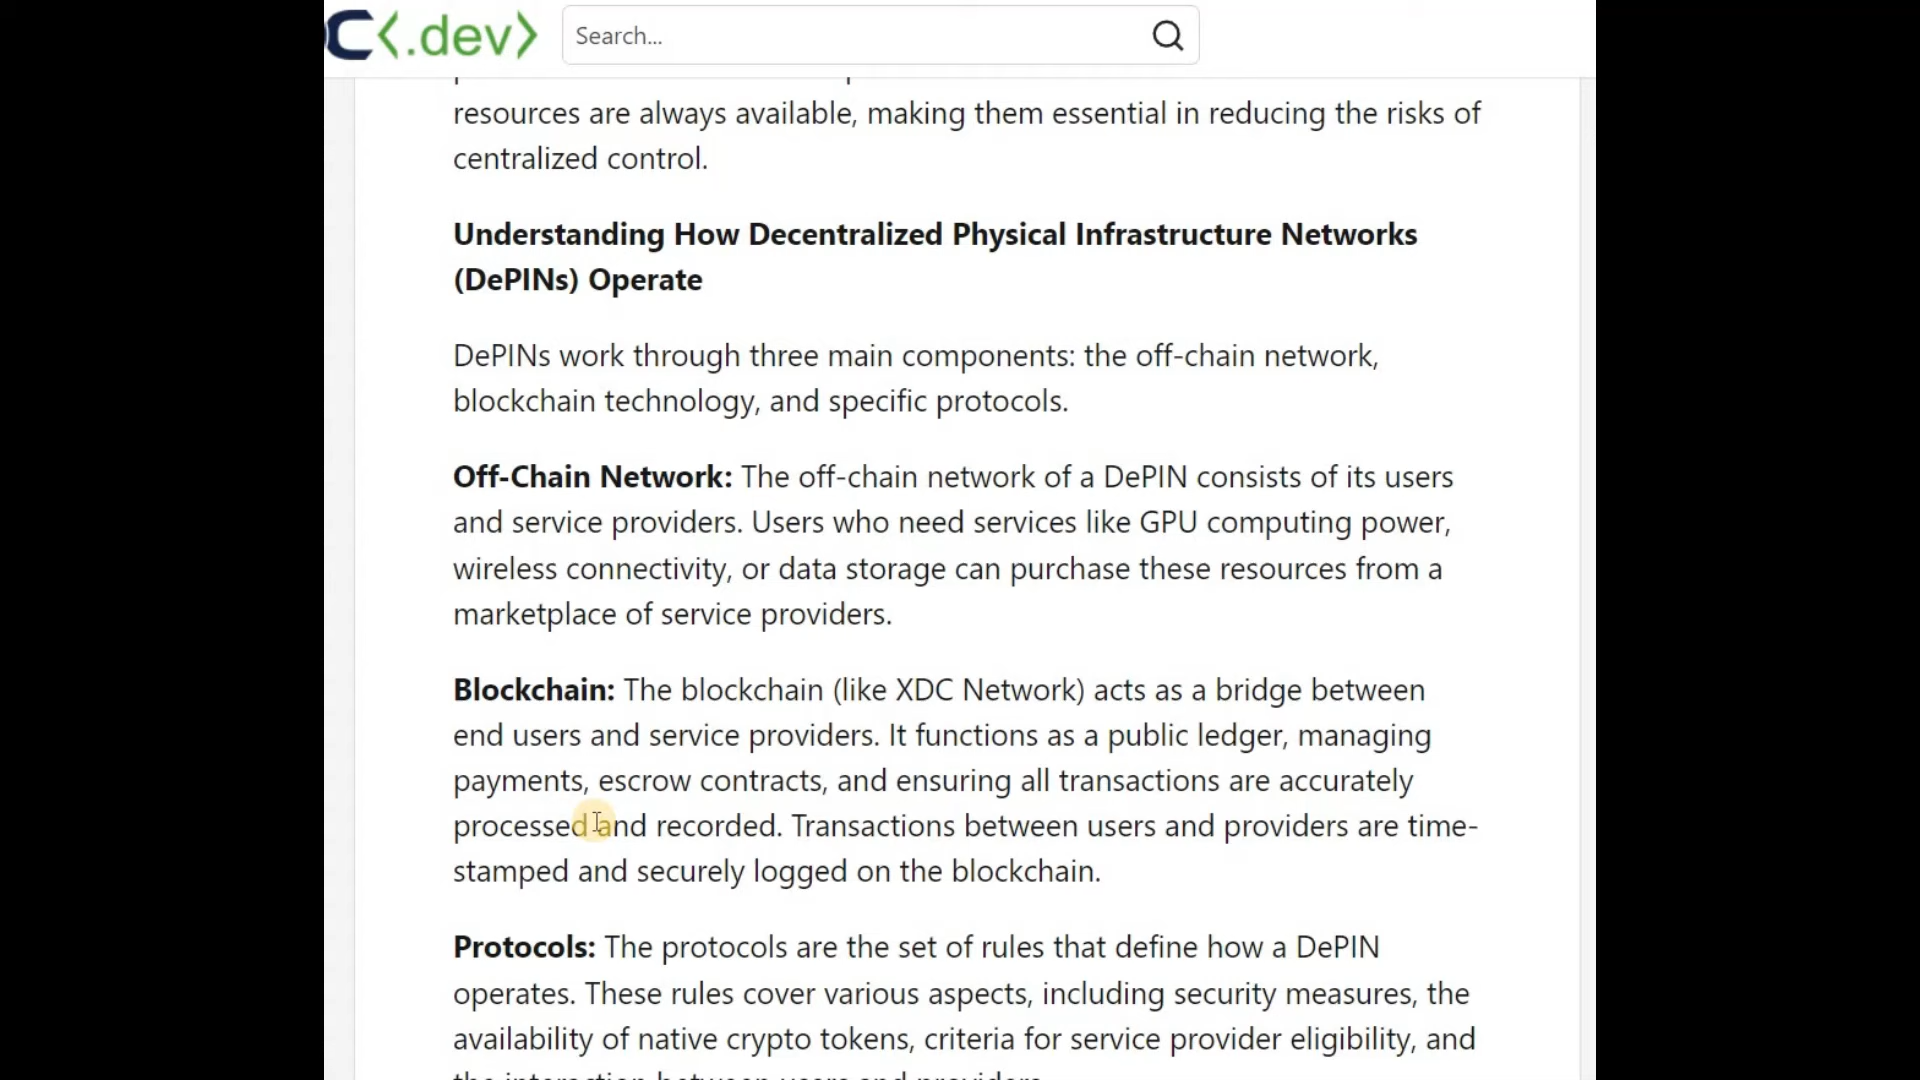 C<.dev>
Search...
resources are always available, making them essential in reducing the risks of
centralized control.
Understanding How Decentralized Physical Infrastructure Networks
(DePINs) Operate
DePINs work through three main components: the off-chain network,
blockchain technology, and specific protocols.
Off-Chain Network: The off-chain network of a DePIN consists of its users
and service providers. Users who need services like GPU computing power,
wireless connectivity, or data storage can purchase these resources from a
marketplace of service providers.
Blockchain: The blockchain (like XDC Network) acts as a bridge between
end users and service providers. It functions as a public ledger, managing
payments, escrow contracts, and ensuring all transactions are accurately
processed and recorded. Transactions between users and providers are time-
stamped and securely logged on the blockchain.
Protocols: The protocols are the set of rules that define how a DePIN
operates. These rules cover various aspects, including security measures, the
availability of native crypto tokens, criteria for service provider eligibility, and
the interaction between users and providers.